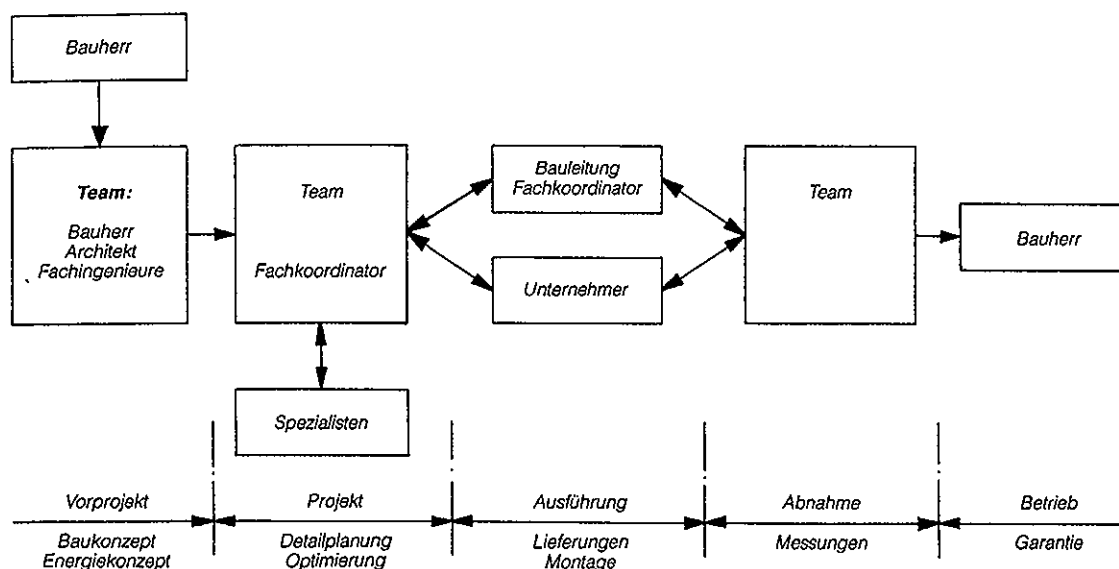 Bauherr
Team:
Bauherr
Architekt
Fachingenieure
Team
Fachkoordinator
Spezialisten
Bauleitung
Fachkoordinator
Unternehmer
Team
Bauherr
Vorprojekt
Baukonzept
Energiekonzept
Projekt
Detailplanung
Optimierung
Ausführung
Lieferungen
Montage
Abnahme
Messungen
Betrieb
Garantie